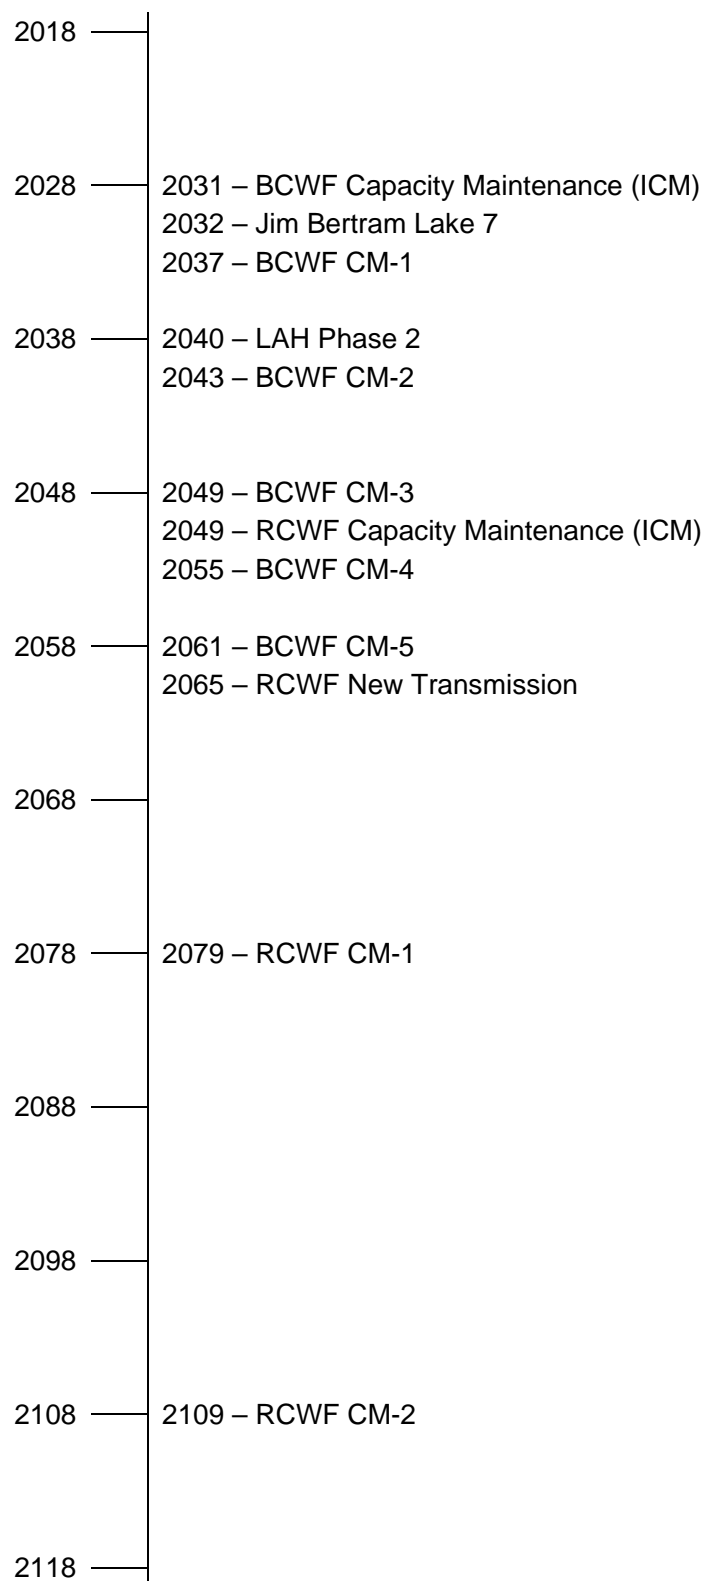 2018
2028 2031 – BCWF Capacity Maintenance (ICM)
2032 – Jim Bertram Lake 7
2037 – BCWF CM-1
2038 2040 – LAH Phase 2
2043 – BCWF CM-2
2048 2049 – BCWF CM-3
2049 – RCWF Capacity Maintenance (ICM)
2055 – BCWF CM-4
2058 2061 – BCWF CM-5
2065 – RCWF New Transmission
2068
2078 2079 – RCWF CM-1
2088
2098
2108 2109 – RCWF CM-2
2118